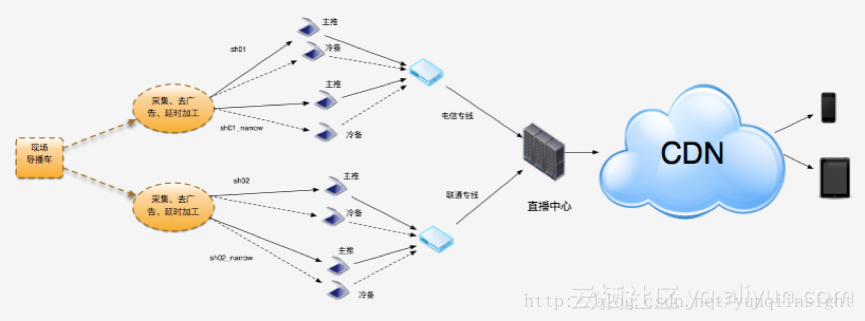 现场
导播车
采集、去广
告、延时加工
sh01
主推
冷备
主推
sh01_narrow
冷备
采集、去广
告、延时加工
sh02
主推
冷备
主推
sh02_narrow
冷备
电信专线
联通专线
直播中心
CDN
云栖社区 yq.aliyun.com
http://blog.csdn.net/yunqiinsight